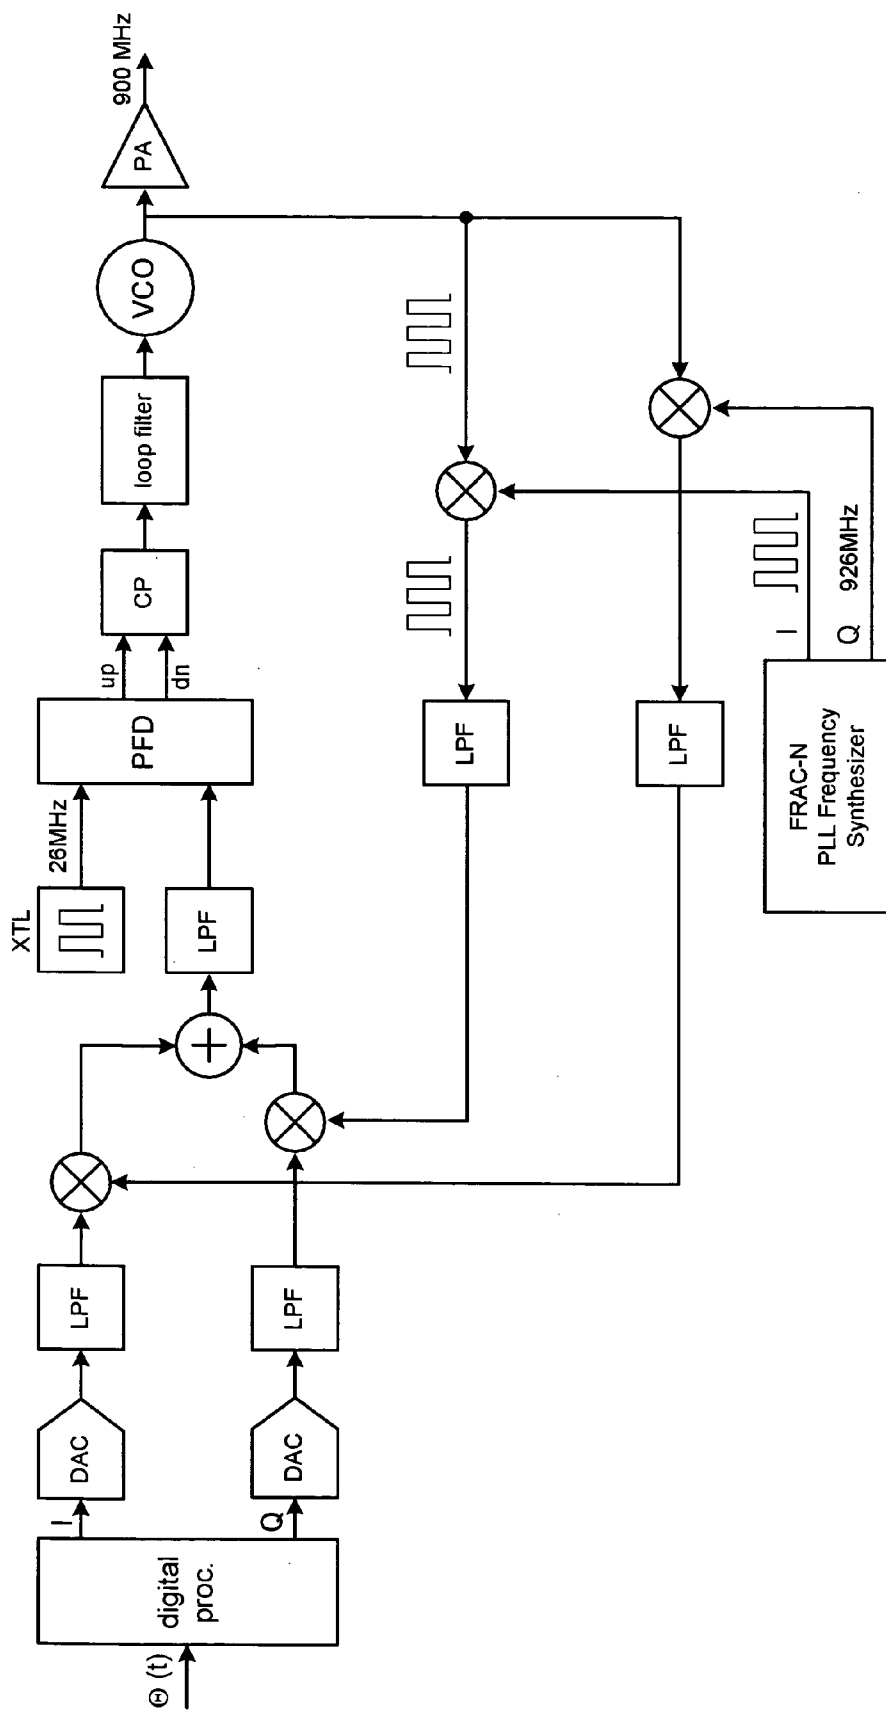 Θ (t)
digital
proc.
I
Q
DAC
DAC
LPF
LPF
XTL
26MHz
LPF
PFD
up
dn
CP
loop filter
VCO
PA
900 MHz
LPF
LPF
I
Q
926MHz
FRAC-N
PLL Frequency
Synthesizer